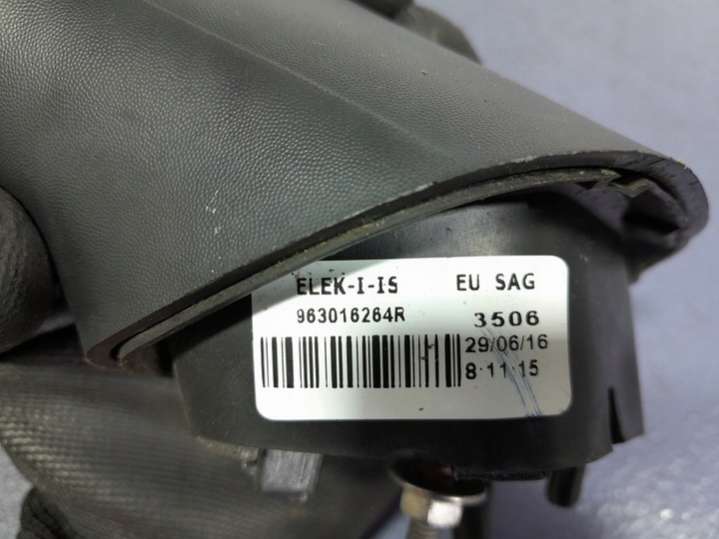 ELEK-I-IS EU SAG
963016264R 3506
29/06/16
8:11:15